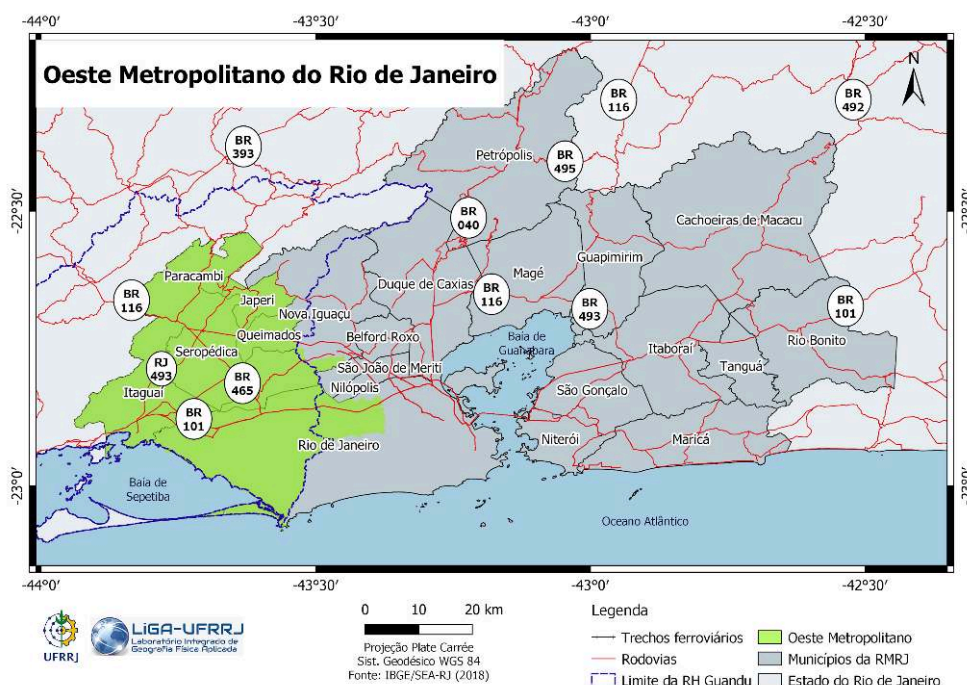 -44°0'
-43°30'
-43°0'
-42°30'
Oeste Metropolitano do Rio de Janeiro
N
BR
116
BR
492
BR
393
BR
495
Petrópolis
-22°30'
-22°30'
BR
040
Cachoeiras de Macacu
Guapimirim
Paracambi
Magé
Duque de Caxias
BR
116
BR
116
BR
493
BR
101
Japeri
Nova Iguaçu
Queimados
Belford Roxo
Baía de
Guanabara
Itaboraí
Rio Bonito
Seropédica
São João de Meriti
Tanguá
RJ
493
BR
465
Nilópolis
São Gonçalo
Itaguaí
BR
101
Rio de Janeiro
Niterói
Maricá
-23°0'
-23°0'
Baía de
Sepetiba
Oceano Atlântico
-44°0'
-43°30'
-43°0'
-42°30'
UFRRJ
LiGA-UFRRJ
Laboratório Integrado de
Geografia Física Aplicada
0 10 20 km
Projeção Plate Carrée
Sist. Geodésico WGS 84
Fonte: IBGE/SEA-RJ (2018)
Legenda
Trechos ferroviários
Rodovias
Limite da RH Guandu
Oeste Metropolitano
Municípios da RMRJ
Estado do Rio de Janeiro